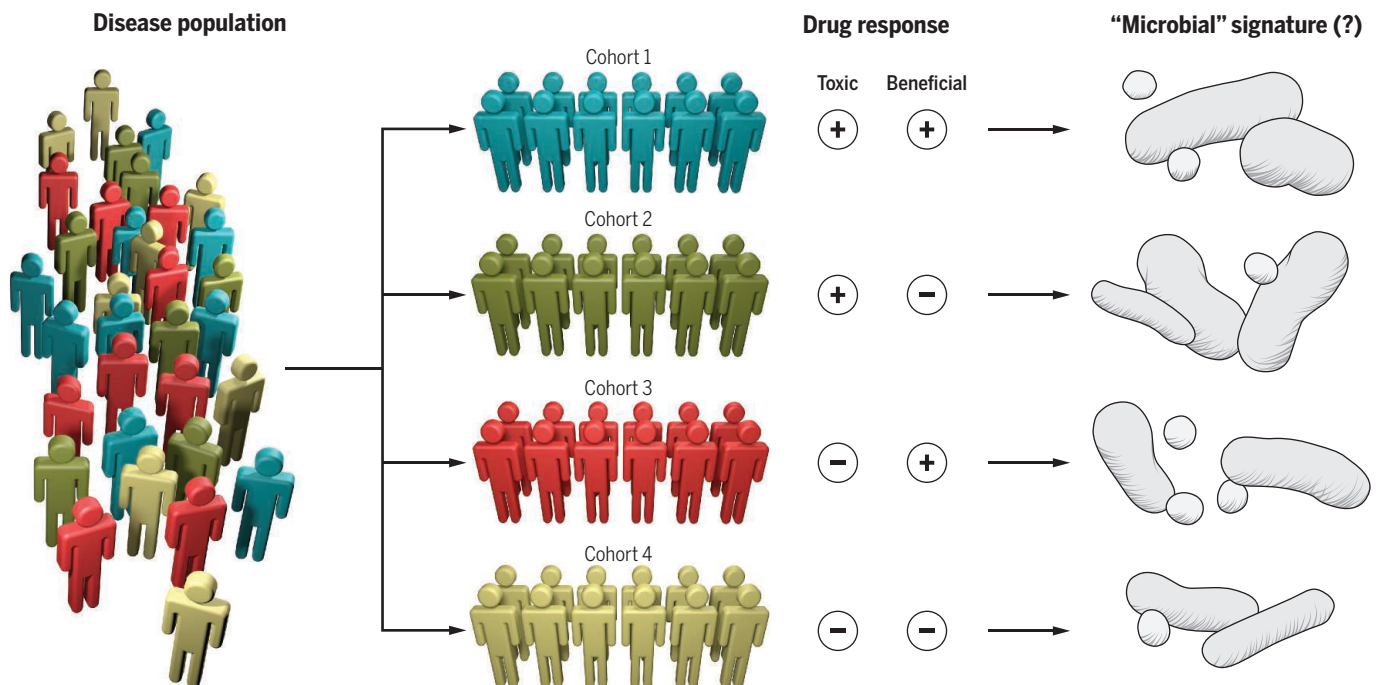 Disease population
Drug response
“Microbial” signature (?)
Toxic
Beneficial
Cohort 1
+
+
Cohort 2
+
−
Cohort 3
−
+
Cohort 4
−
−